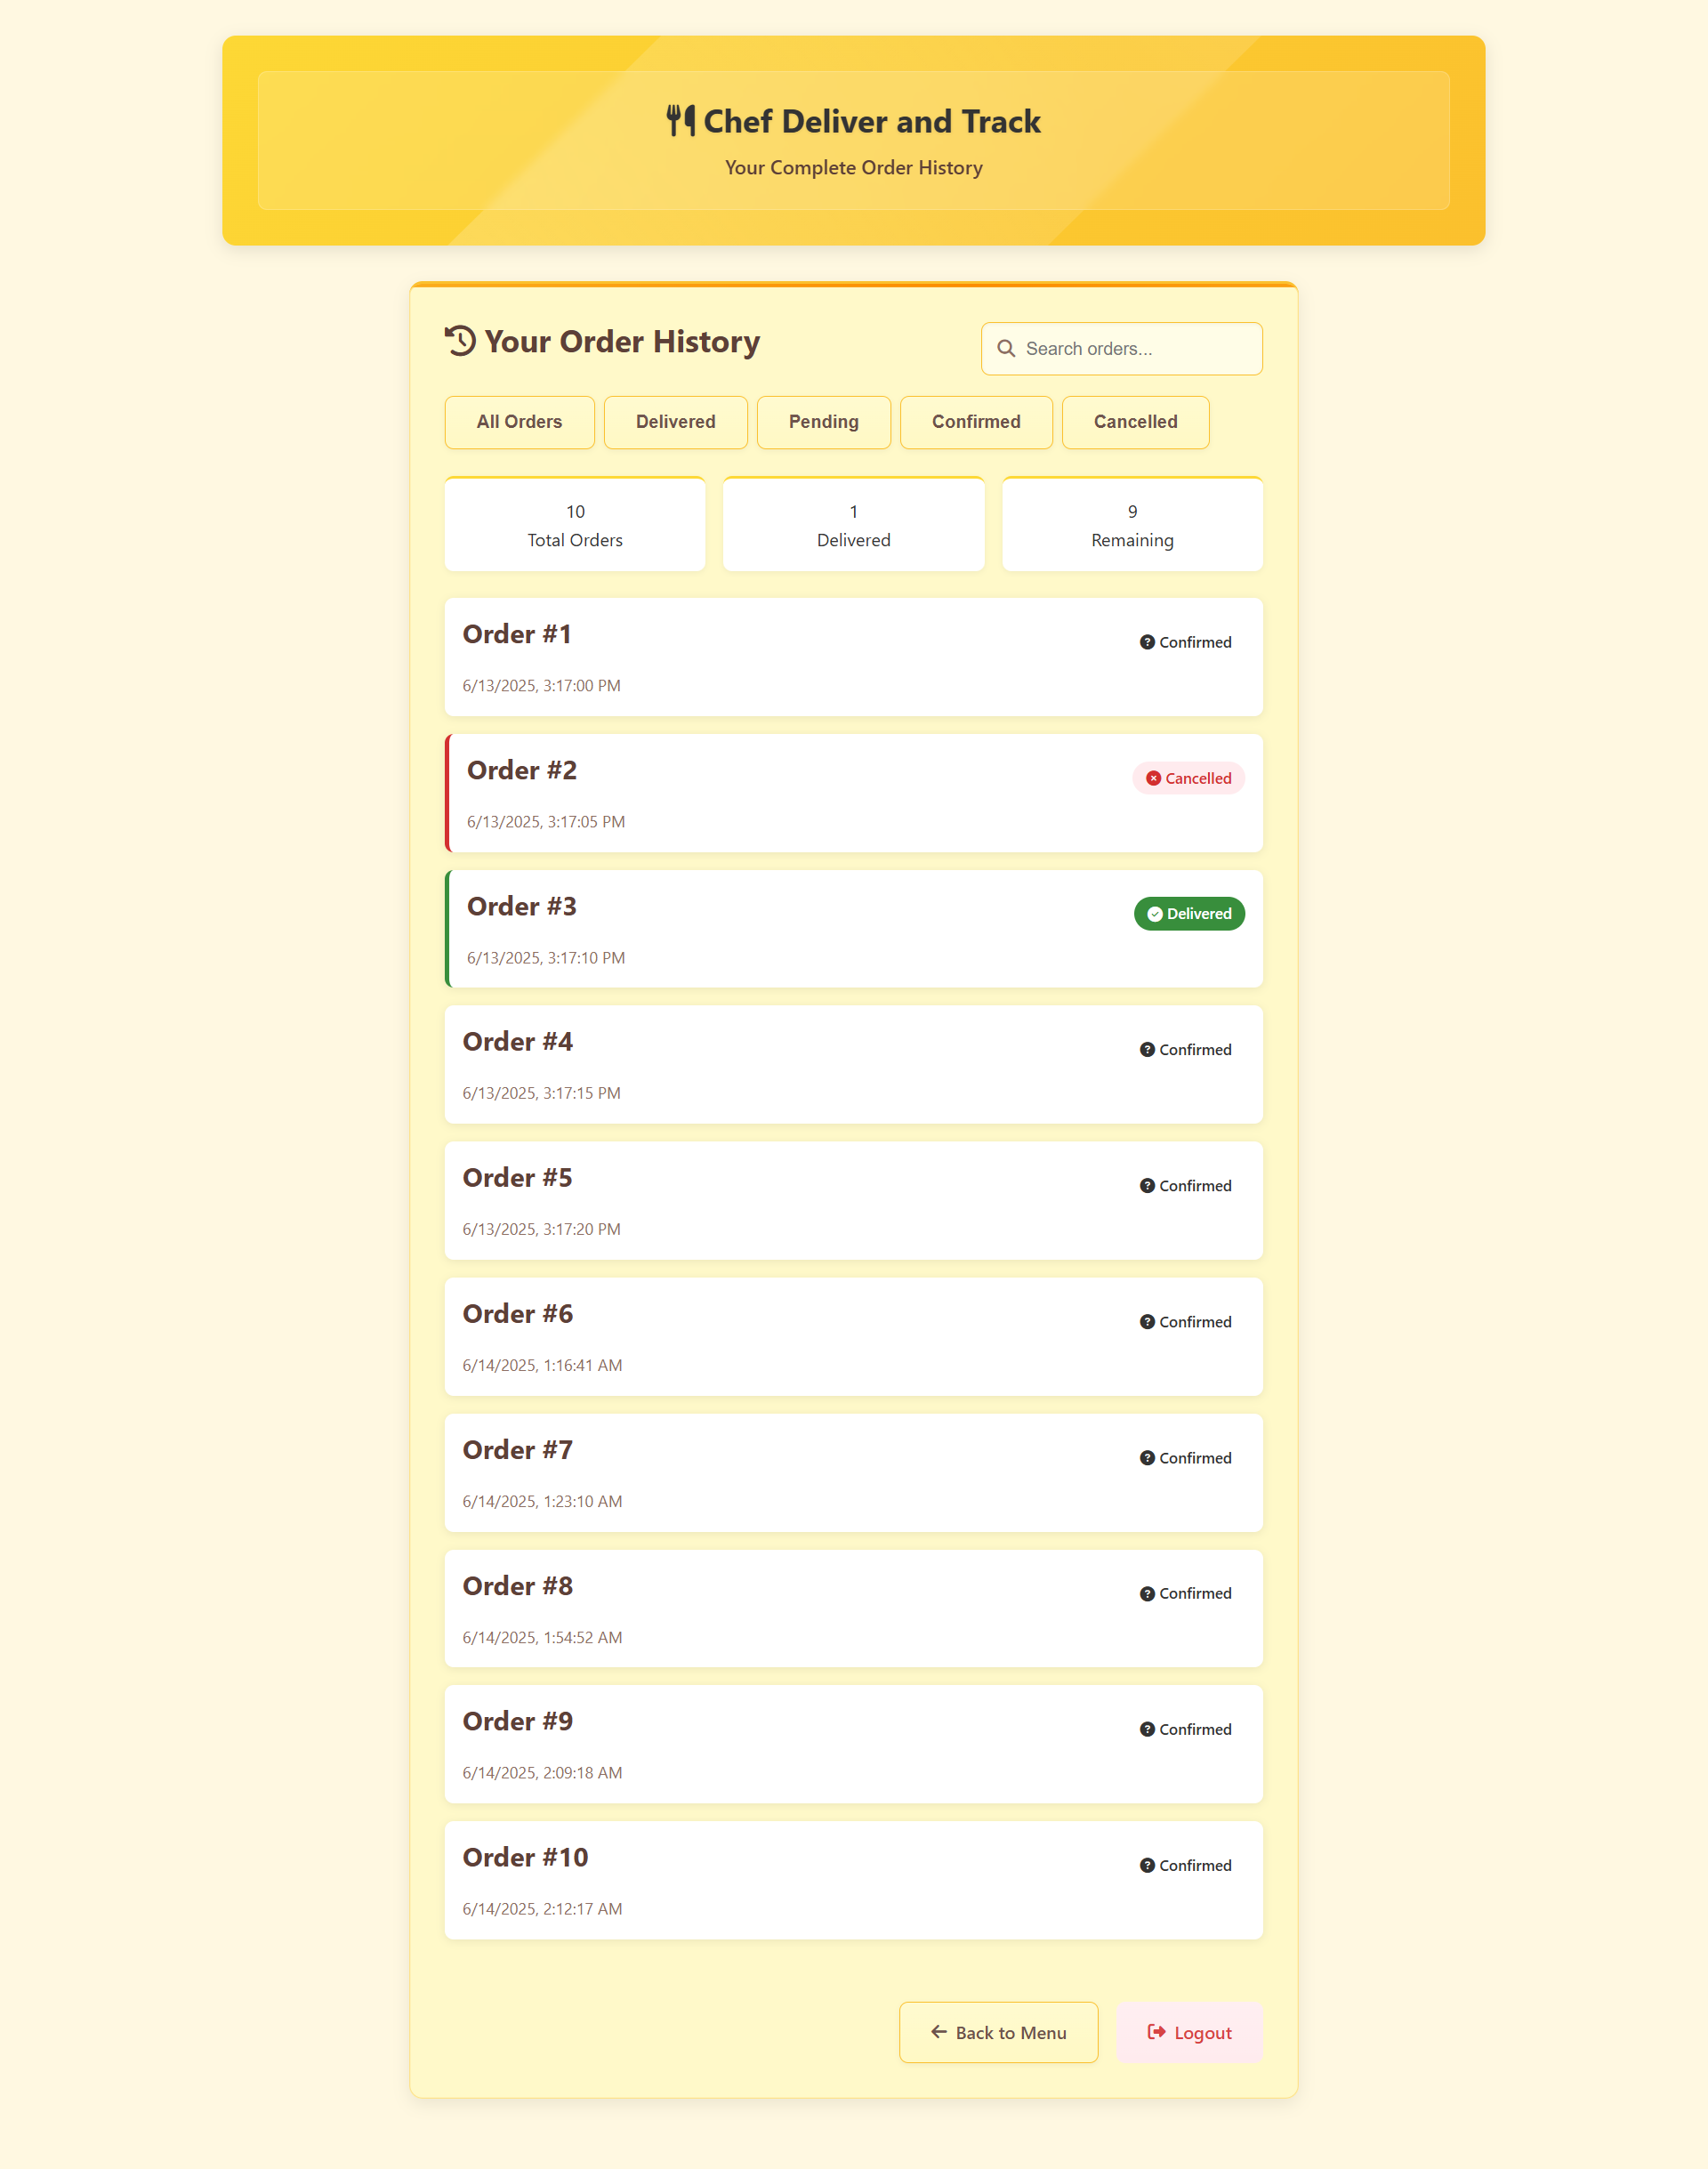 Chef Deliver and Track
Your Complete Order History
Your Order History
Search orders...
All Orders
Delivered
Pending
Confirmed
Cancelled
10
Total Orders
1
Delivered
9
Remaining
Order #1
Confirmed
6/13/2025, 3:17:00 PM
Order #2
Cancelled
6/13/2025, 3:17:05 PM
Order #3
Delivered
6/13/2025, 3:17:10 PM
Order #4
Confirmed
6/13/2025, 3:17:15 PM
Order #5
Confirmed
6/13/2025, 3:17:20 PM
Order #6
Confirmed
6/14/2025, 1:16:41 AM
Order #7
Confirmed
6/14/2025, 1:23:10 AM
Order #8
Confirmed
6/14/2025, 1:54:52 AM
Order #9
Confirmed
6/14/2025, 2:09:18 AM
Order #10
Confirmed
6/14/2025, 2:12:17 AM
Back to Menu
Logout